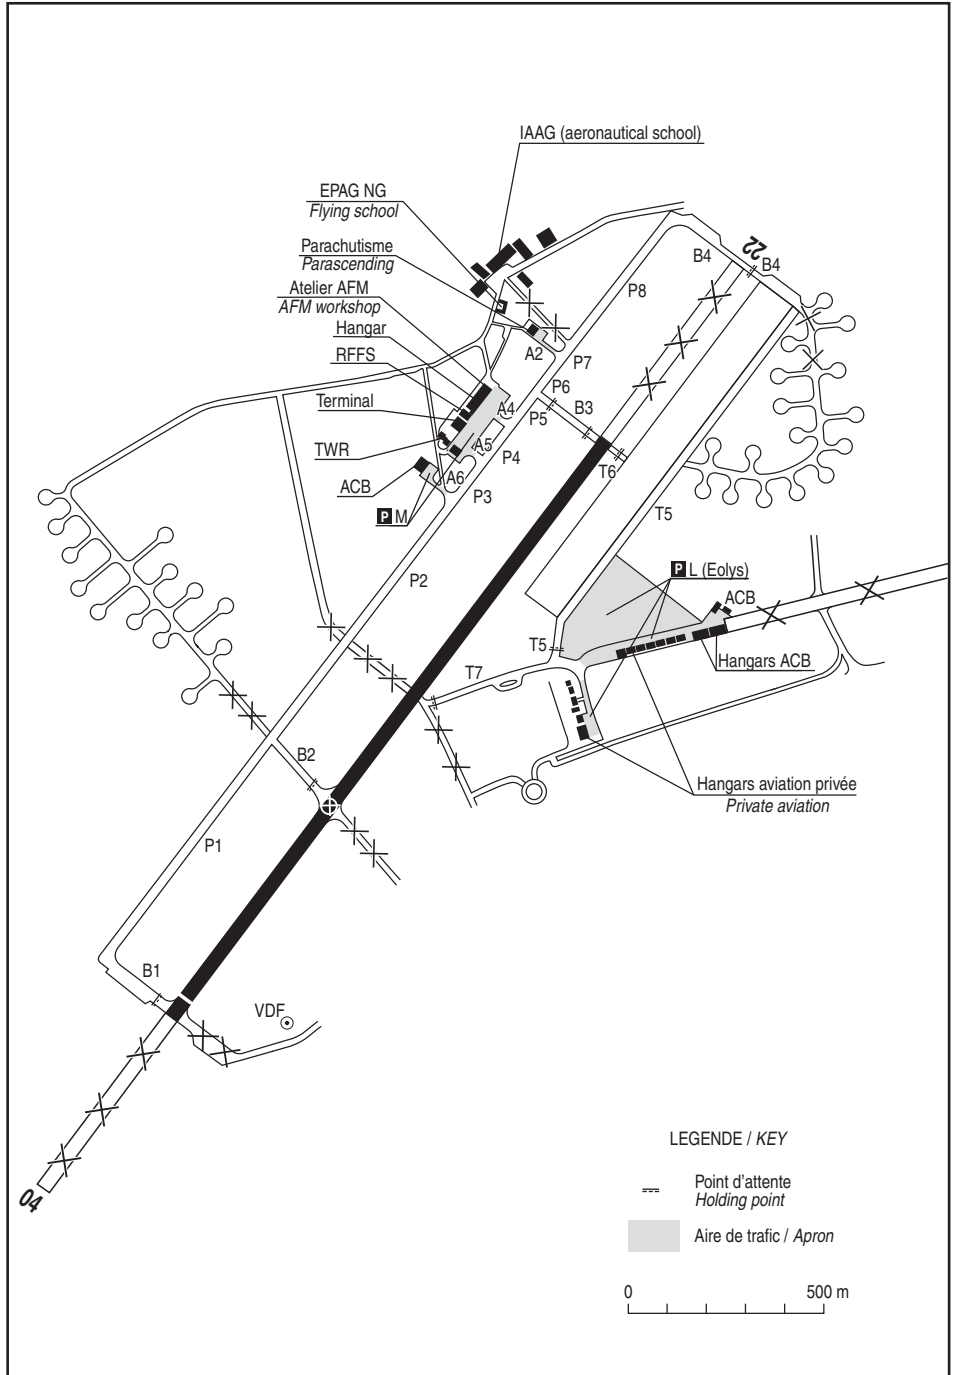 IAAG (aeronautical school)
EPAG NG
Flying school
Parachutisme
Parascending
Atelier AFM
AFM workshop
Hangar
RFFS
Terminal
TWR
ACB
P M
22
B4
B4
P8
A2
P7
P6
P5
B3
A4
A5
P4
A6
P3
T6
T5
P2
P L (Eolys)
ACB
T5
T7
Hangars ACB
B2
Hangars aviation privée
Private aviation
P1
B1
VDF
04
LEGENDE / KEY
Point d'attente
Holding point
Aire de trafic / Apron
0 500 m